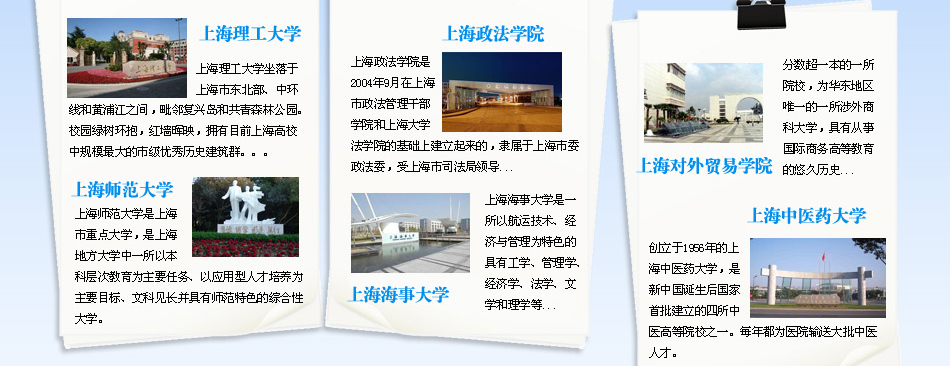 上海理工大学
上海理工大学坐落于
上海市东北部、中环
线和黄浦江之间，毗邻复兴岛和共青森林公园。
校园绿树环抱，红墙晖映，拥有目前上海高校
中规模最大的市级优秀历史建筑群。。。
上海师范大学
上海师范大学是上海
市重点大学，是上海
地方大学中一所以本
科层次教育为主要任务、以应用型人才培养为
主要目标、文科见长并具有师范特色的综合性
大学。
上海政法学院
上海政法学院是
2004年9月在上海
市政法管理干部
学院和上海大学
法学院的基础上建立起来的，隶属于上海市委
政法委，受上海市司法局领导...
上海海事大学是一
所以航运技术、经
济与管理为特色的
具有工学、管理学、
经济学、法学、文
学和理学等...
上海海事大学
分数超一本的一所
院校，为华东地区
唯一的一所涉外商
科大学，具有从事
国际商务高等教育
的悠久历史...
上海对外贸易学院
上海中医药大学
创立于1956年的上
海中医药大学，是
新中国诞生后国家
首批建立的四所中
医高等院校之一。每年都为医院输送大批中医
人才。